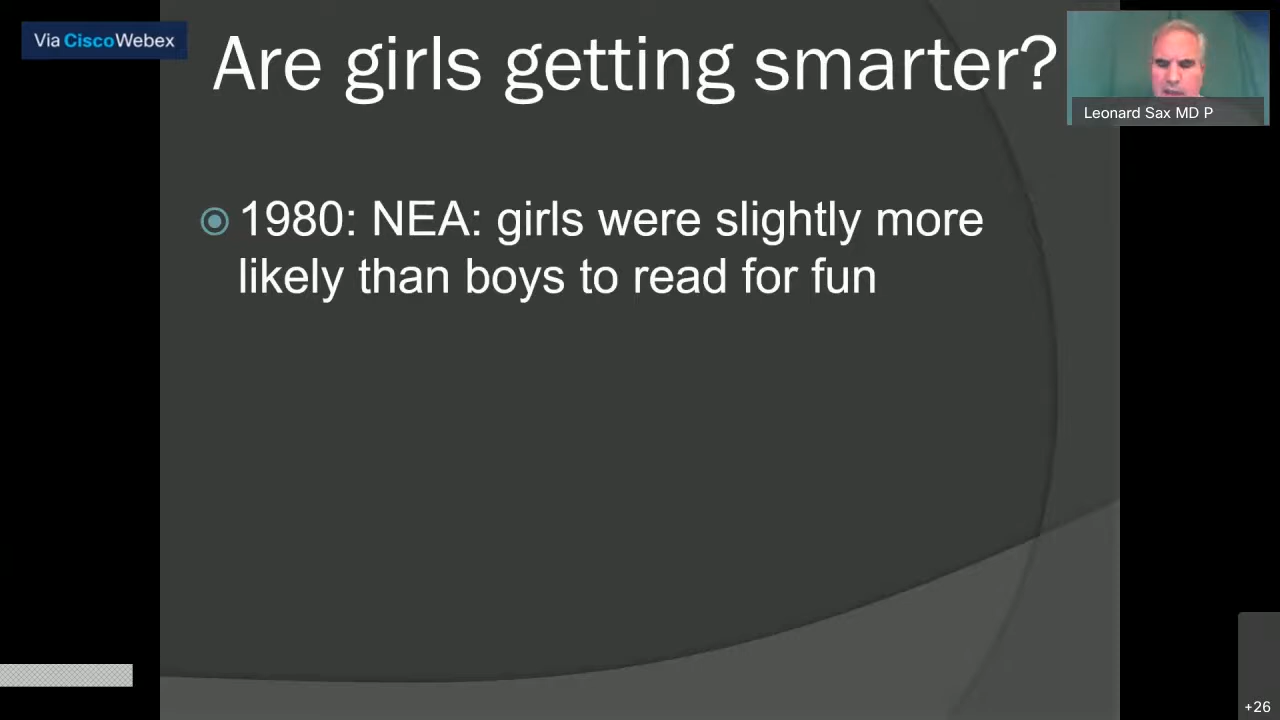 Via CiscoWebex
Are girls getting smarter?
Leonard Sax MD P
1980: NEA: girls were slightly more
likely than boys to read for fun
+26